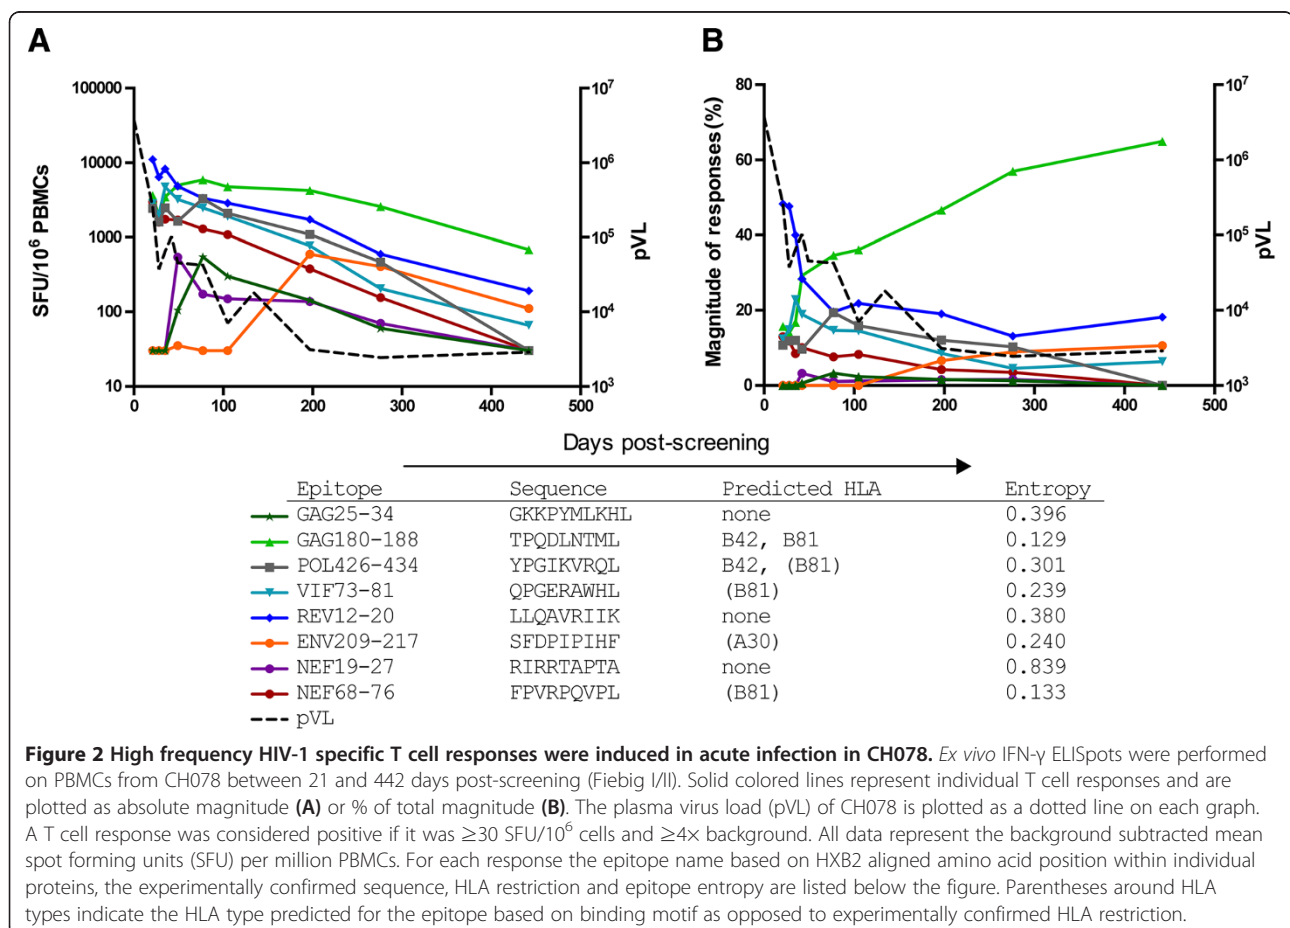 A
B
100000
10000
1000
100
10
SFU/10⁶ PBMCs
10⁷
10⁶
10⁵
10⁴
10³
pVL
0 100 200 300 400 500
80
60
40
20
0
Magnitude of responses (%)
10⁷
10⁶
10⁵
10⁴
10³
pVL
0 100 200 300 400 500
Days post-screening
Epitope Sequence Predicted HLA Entropy
GAG25-34 GKKPYMLKHL none 0.396
GAG180-188 TPQDLNTML B42, B81 0.129
POL426-434 YPGIKVRQL B42, (B81) 0.301
VIF73-81 QPGERAWHL (B81) 0.239
REV12-20 LLQAVRIIK none 0.380
ENV209-217 SFDPIPIHF (A30) 0.240
NEF19-27 RIRRTAPTA none 0.839
NEF68-76 FPVRPQVPL (B81) 0.133
pVL
Figure 2 High frequency HIV-1 specific T cell responses were induced in acute infection in CH078. Ex vivo IFN-γ ELISpots were performed
on PBMCs from CH078 between 21 and 442 days post-screening (Fiebig I/II). Solid colored lines represent individual T cell responses and are
plotted as absolute magnitude (A) or % of total magnitude (B). The plasma virus load (pVL) of CH078 is plotted as a dotted line on each graph.
A T cell response was considered positive if it was ≥30 SFU/10⁶ cells and ≥4× background. All data represent the background subtracted mean
spot forming units (SFU) per million PBMCs. For each response the epitope name based on HXB2 aligned amino acid position within individual
proteins, the experimentally confirmed sequence, HLA restriction and epitope entropy are listed below the figure. Parentheses around HLA
types indicate the HLA type predicted for the epitope based on binding motif as opposed to experimentally confirmed HLA restriction.